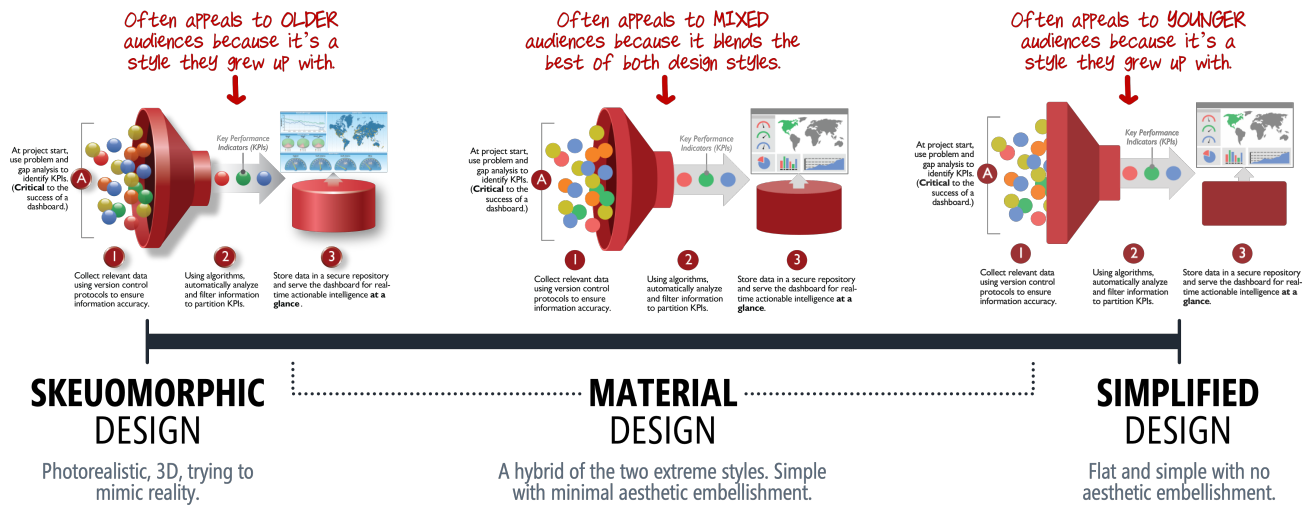 Often appeals to OLDER
audiences because it's a
style they grew up with.
Key Performance
Indicators (KPIs)
At project start,
use problem and
gap analysis to
identify KPIs.
(Critical to the
success of a
dashboard.)
A
1
2
3
Collect relevant data
using version control
protocols to ensure
information accuracy.
Using algorithms,
automatically analyze
and filter information
to partition KPIs.
Store data in a secure repository
and serve the dashboard for real-
time actionable intelligence at a
glance.
Often appeals to MIXED
audiences because it blends the
best of both design styles.
Key Performance
Indicators (KPIs)
At project start,
use problem and
gap analysis to
identify KPIs.
(Critical to the
success of a
dashboard.)
A
1
2
3
Collect relevant data
using version control
protocols to ensure
information accuracy.
Using algorithms,
automatically analyze
and filter information
to partition KPIs.
Store data in a secure repository
and serve the dashboard for real-
time actionable intelligence at a
glance.
Often appeals to YOUNGER
audiences because it's a
style they grew up with.
Key Performance
Indicators (KPIs)
At project start,
use problem and
gap analysis to
identify KPIs.
(Critical to the
success of a
dashboard.)
A
1
2
3
Collect relevant data
using version control
protocols to ensure
information accuracy.
Using algorithms,
automatically analyze
and filter information
to partition KPIs.
Store data in a secure repository
and serve the dashboard for real-
time actionable intelligence at a
glance.
SKEUOMORPHIC
DESIGN
Photorealistic, 3D, trying to
mimic reality.
MATERIAL
DESIGN
A hybrid of the two extreme styles. Simple
with minimal aesthetic embellishment.
SIMPLIFIED
DESIGN
Flat and simple with no
aesthetic embellishment.